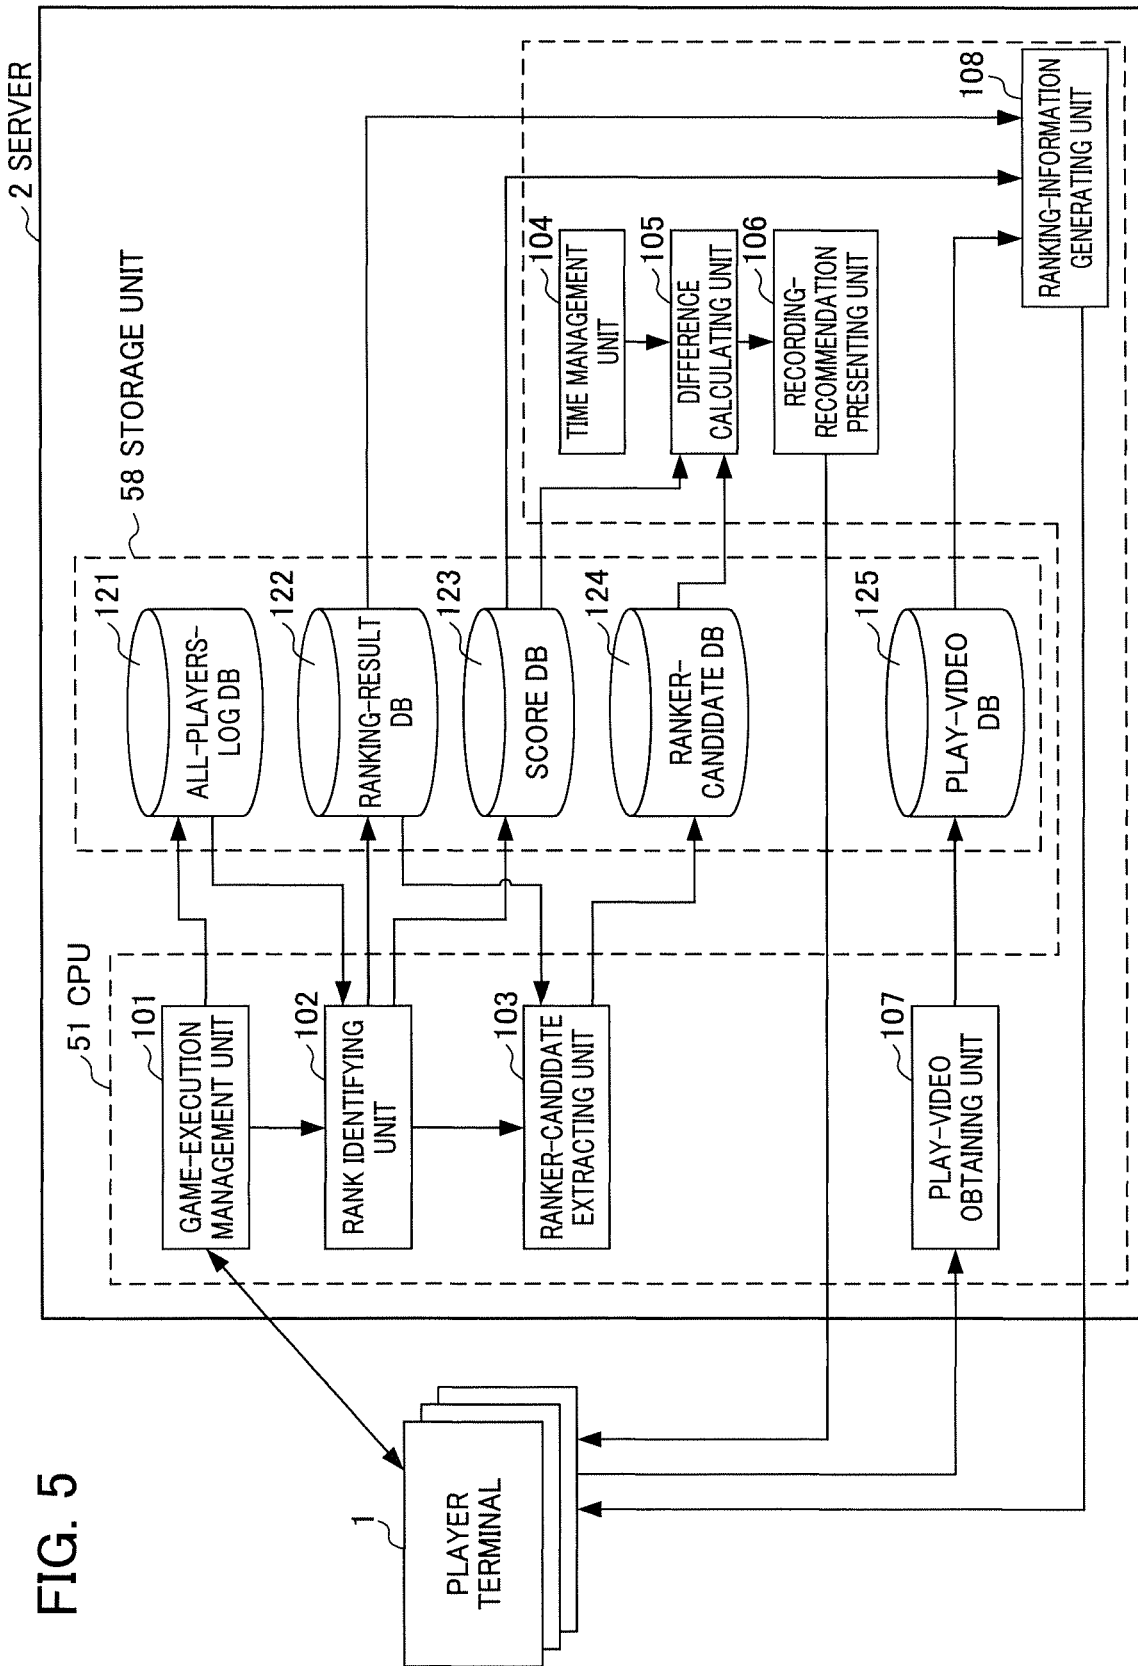 FIG. 5
2 SERVER
51 CPU
58 STORAGE UNIT
1
PLAYER
TERMINAL
101
GAME-EXECUTION
MANAGEMENT UNIT
102
RANK IDENTIFYING
UNIT
103
RANKER-CANDIDATE
EXTRACTING UNIT
107
PLAY-VIDEO
OBTAINING UNIT
121
ALL-PLAYERS-
LOG DB
122
RANKING-RESULT
DB
123
SCORE DB
124
RANKER-
CANDIDATE DB
125
PLAY-VIDEO
DB
104
TIME MANAGEMENT
UNIT
105
DIFFERENCE
CALCULATING UNIT
106
RECORDING-
RECOMMENDATION
PRESENTING UNIT
108
RANKING-INFORMATION
GENERATING UNIT